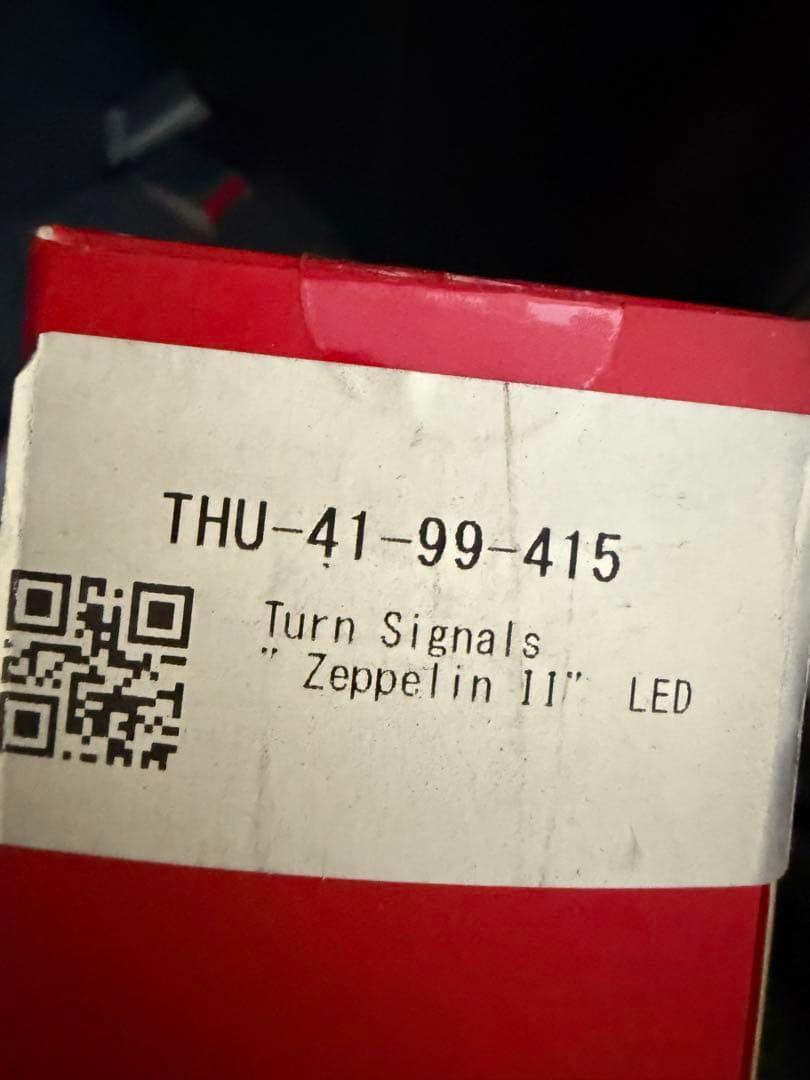 THU-41-99-415
Turn Signals
" Zeppelin II" LED